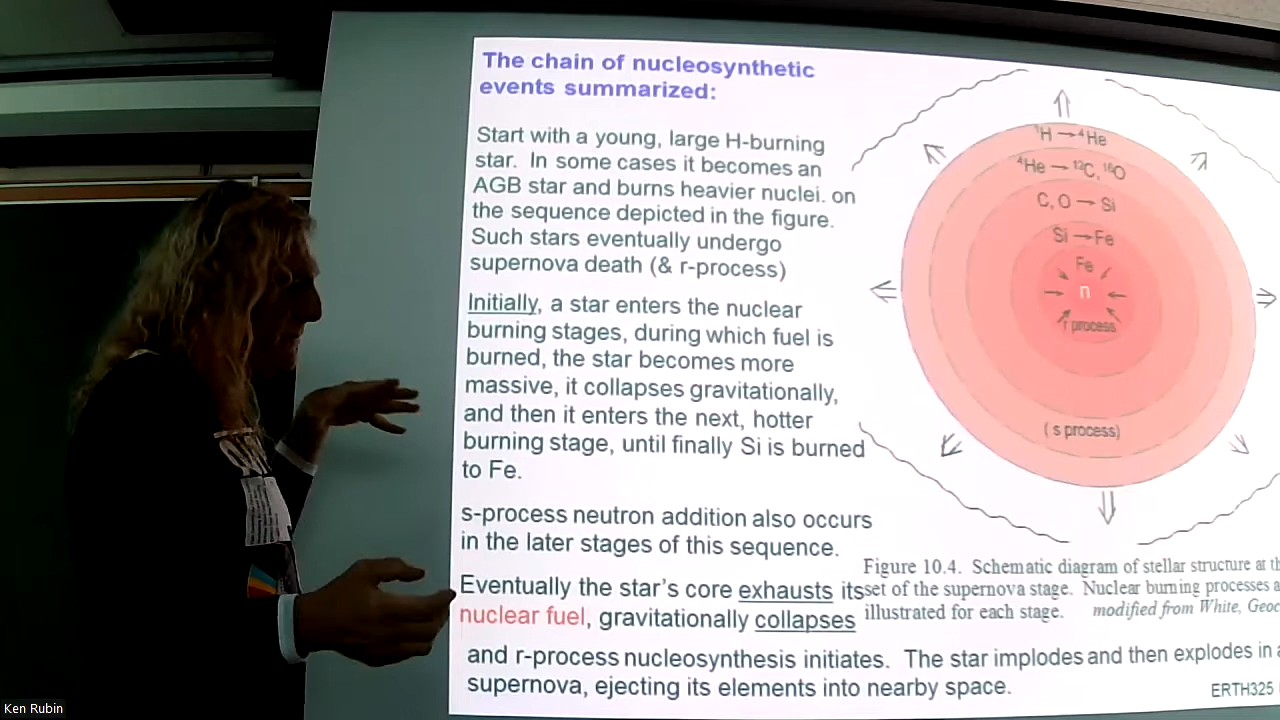 The chain of nucleosynthetic
events summarized:
Start with a young, large H-burning
star. In some cases it becomes an
AGB star and burns heavier nuclei. on
the sequence depicted in the figure.
Such stars eventually undergo
supernova death (& r-process)
Initially, a star enters the nuclear
burning stages, during which fuel is
burned, the star becomes more
massive, it collapses gravitationally,
and then it enters the next, hotter
burning stage, until finally Si is burned
to Fe.
s-process neutron addition also occurs
in the later stages of this sequence.
Eventually the star's core exhausts its
nuclear fuel, gravitationally collapses
and r-process nucleosynthesis initiates. The star implodes and then explodes in a
supernova, ejecting its elements into nearby space.
¹H → ⁴He
⁴He → ¹²C, ¹⁶O
C, O → Si
Si → Fe
Fe
n
r process
( s process)
Figure 10.4. Schematic diagram of stellar structure at th
set of the supernova stage. Nuclear burning processes a
illustrated for each stage. modified from White, Geoc
ERTH325
Ken Rubin